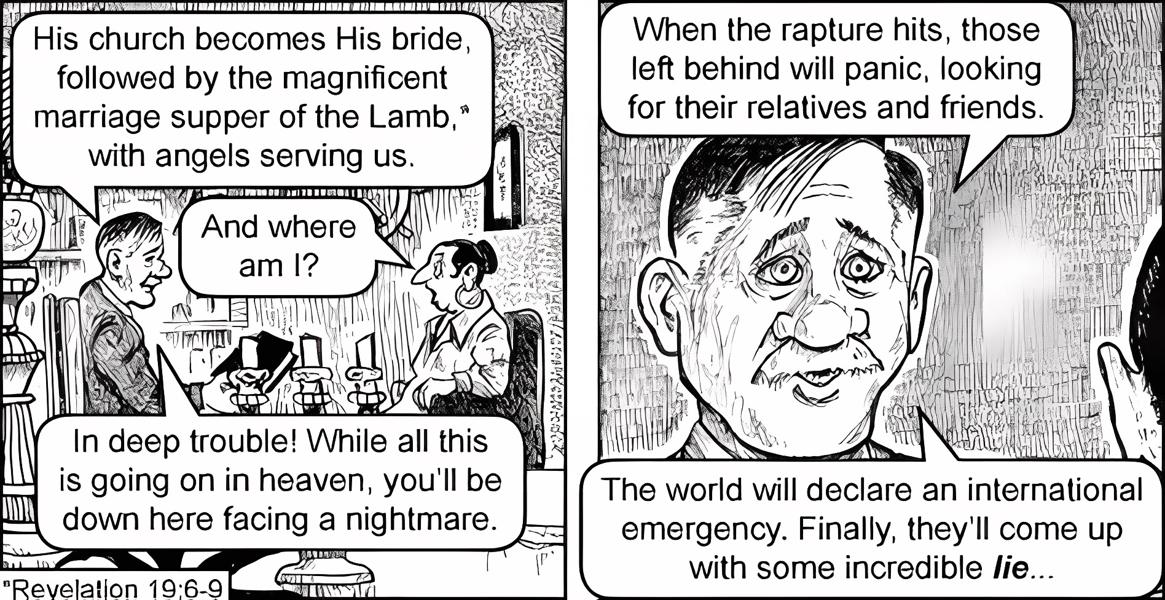 His church becomes His bride,
followed by the magnificent
marriage supper of the Lamb,*
with angels serving us.
And where
am I?
In deep trouble! While all this
is going on in heaven, you'll be
down here facing a nightmare.
*Revelation 19:6-9
When the rapture hits, those
left behind will panic, looking
for their relatives and friends.
The world will declare an international
emergency. Finally, they'll come up
with some incredible lie...